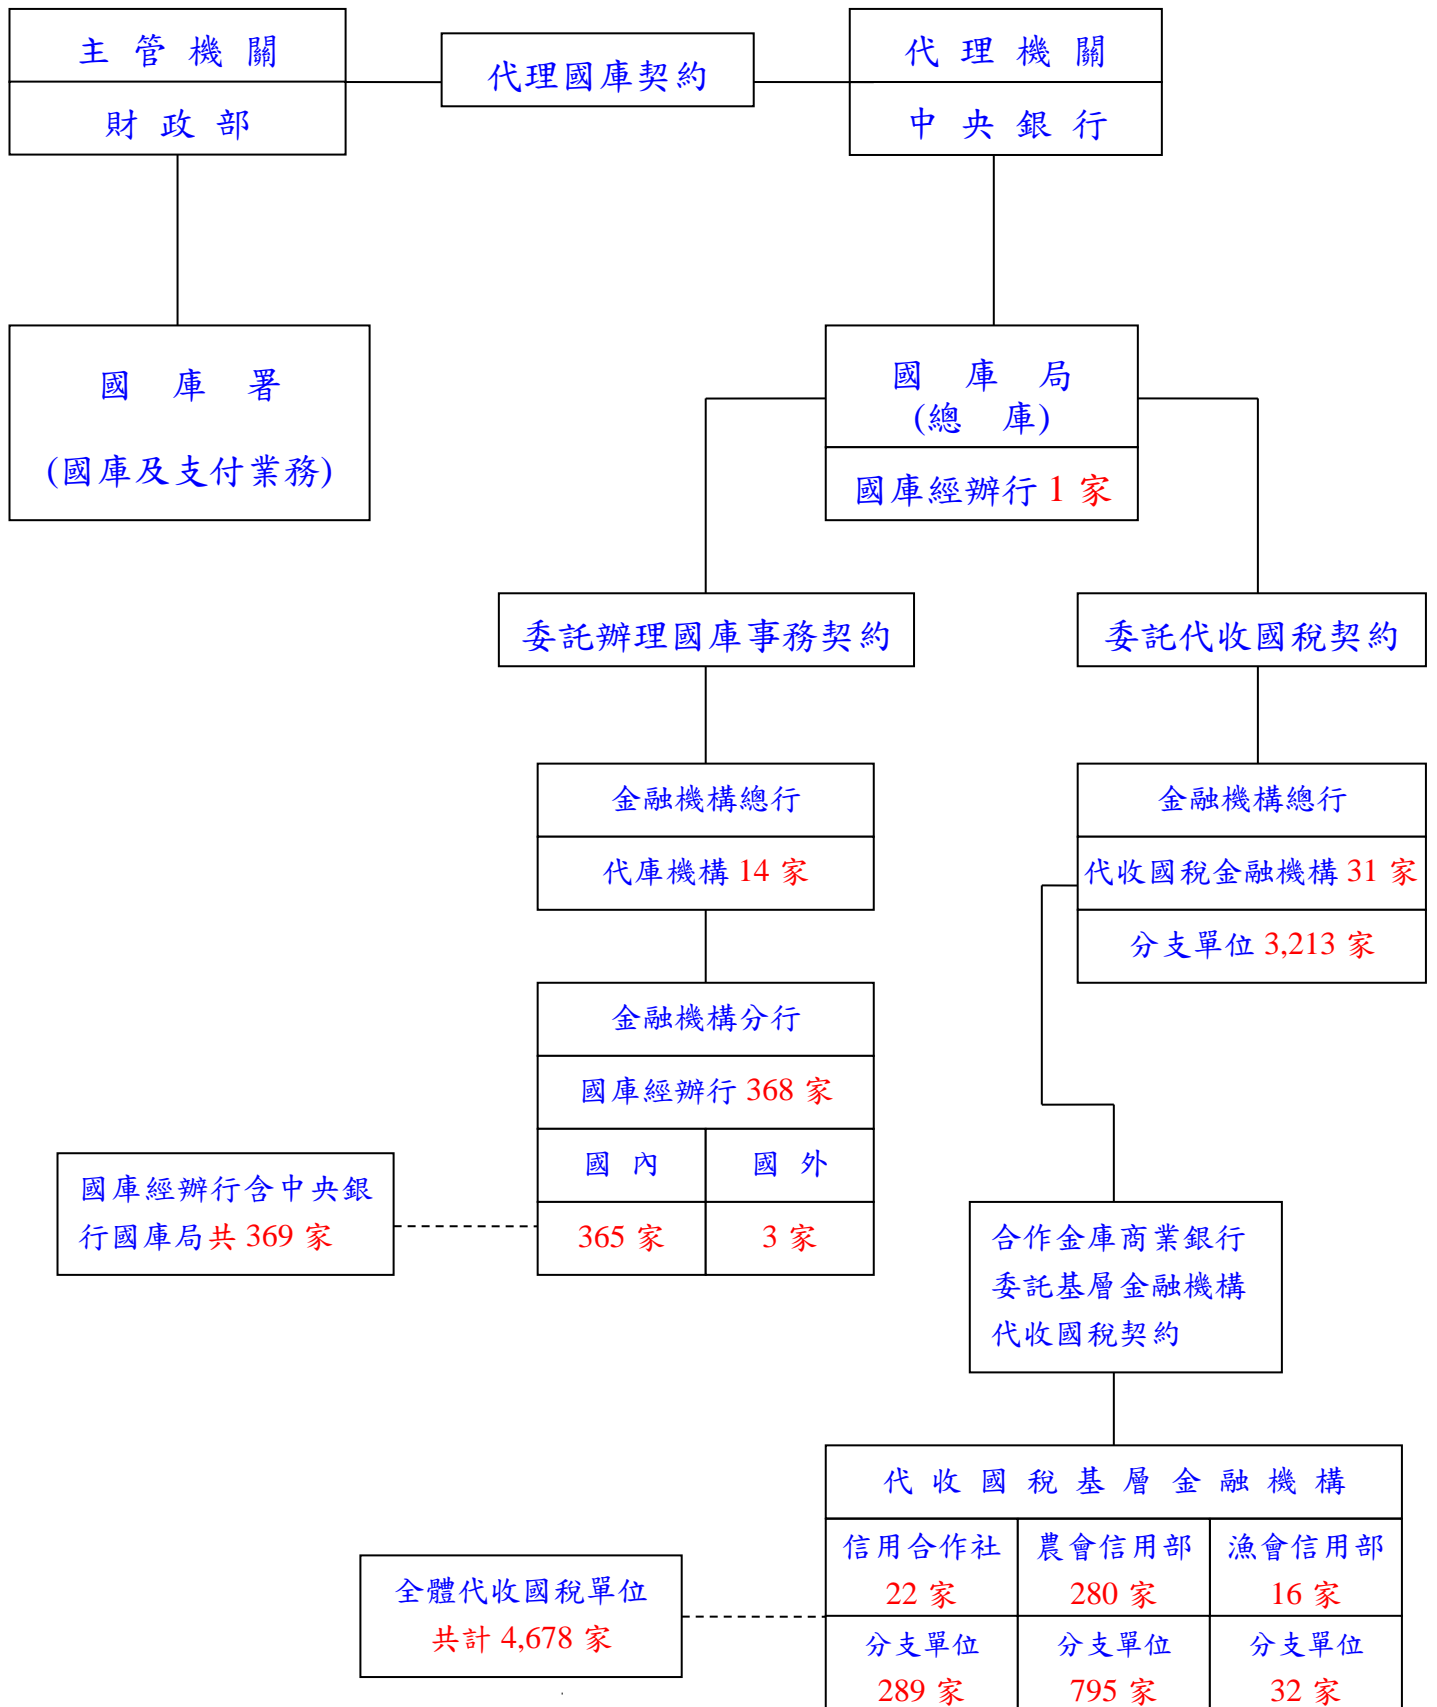 主管機關
財政部
代理國庫契約
代理機關
中央銀行
國庫署
(國庫及支付業務)
國庫局
(總庫)
國庫經辦行 1 家
委託辦理國庫事務契約
委託代收國稅契約
金融機構總行
代庫機構 14 家
金融機構總行
代收國稅金融機構 31 家
分支單位 3,213 家
金融機構分行
國庫經辦行 368 家
國內
國外
365 家
3 家
國庫經辦行含中央銀
行國庫局共 369 家
合作金庫商業銀行
委託基層金融機構
代收國稅契約
代收國稅基層金融機構
信用合作社
22 家
農會信用部
280 家
漁會信用部
16 家
分支單位
289 家
分支單位
795 家
分支單位
32 家
全體代收國稅單位
共計 4,678 家